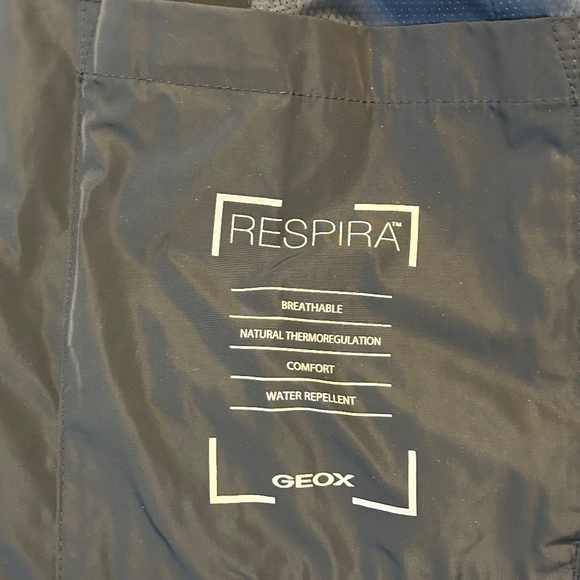 RESPIRA™
BREATHABLE
NATURAL THERMOREGULATION
COMFORT
WATER REPELLENT
GEOX